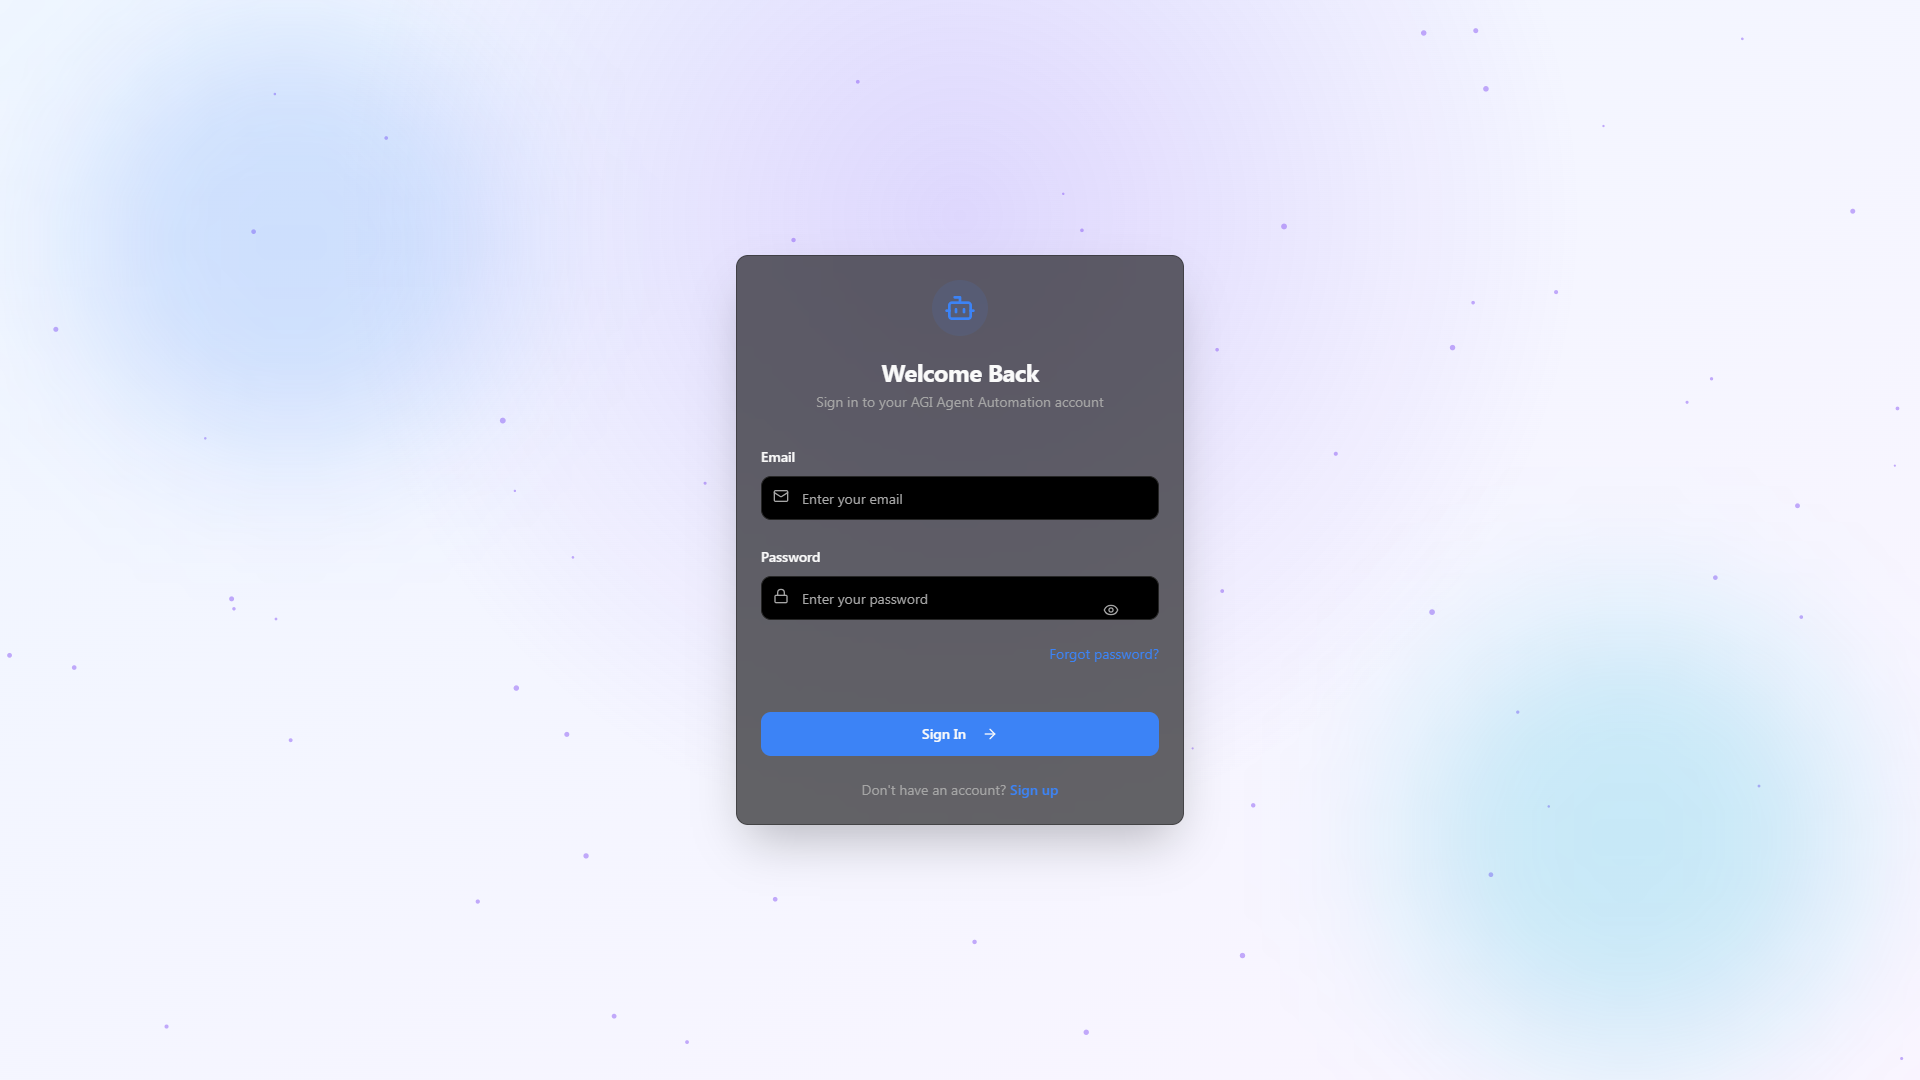 Welcome Back
Sign in to your AGI Agent Automation account
Email
Enter your email
Password
Enter your password
Forgot password?
Sign In
Don't have an account? Sign up